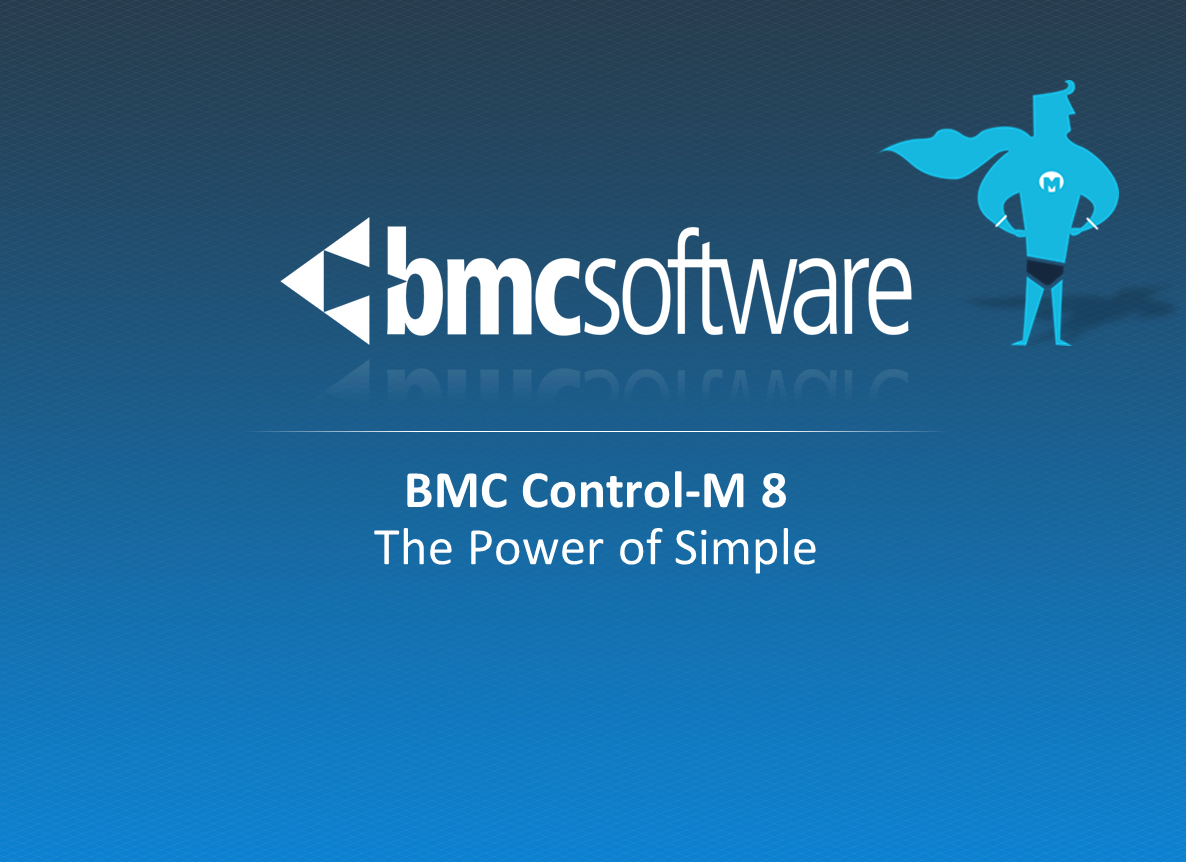 M
bmcsoftware
BMC Control-M 8
The Power of Simple